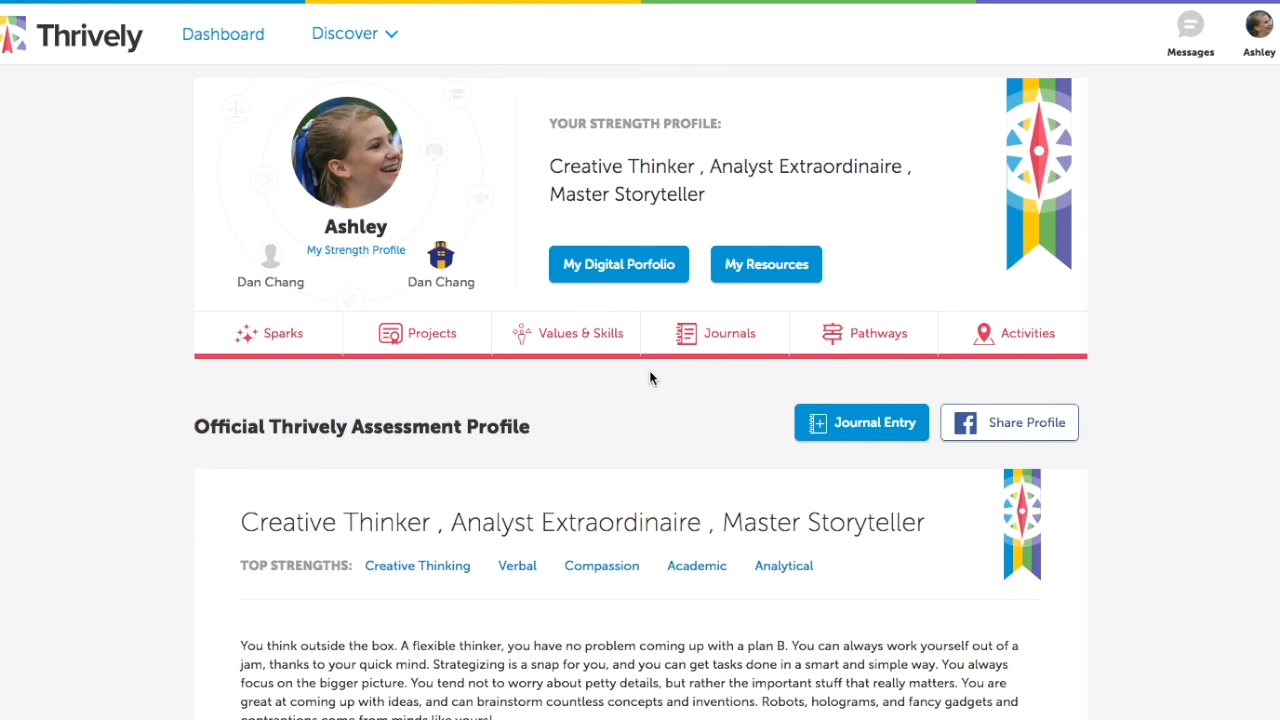 Thrively
Dashboard
Discover
Messages
Ashley
YOUR STRENGTH PROFILE:
Creative Thinker , Analyst Extraordinaire ,
Master Storyteller
Ashley
My Strength Profile
Dan Chang
Dan Chang
My Digital Porfolio
My Resources
Sparks
Projects
Values & Skills
Journals
Pathways
Activities
Official Thrively Assessment Profile
Journal Entry
Share Profile
Creative Thinker , Analyst Extraordinaire , Master Storyteller
TOP STRENGTHS: Creative Thinking Verbal Compassion Academic Analytical
You think outside the box. A flexible thinker, you have no problem coming up with a plan B. You can always work yourself out of a
jam, thanks to your quick mind. Strategizing is a snap for you, and you can get tasks done in a smart and simple way. You always
focus on the bigger picture. You tend not to worry about petty details, but rather the important stuff that really matters. You are
great at coming up with ideas, and can brainstorm countless concepts and inventions. Robots, holograms, and fancy gadgets and
contraptions come from minds like yours!